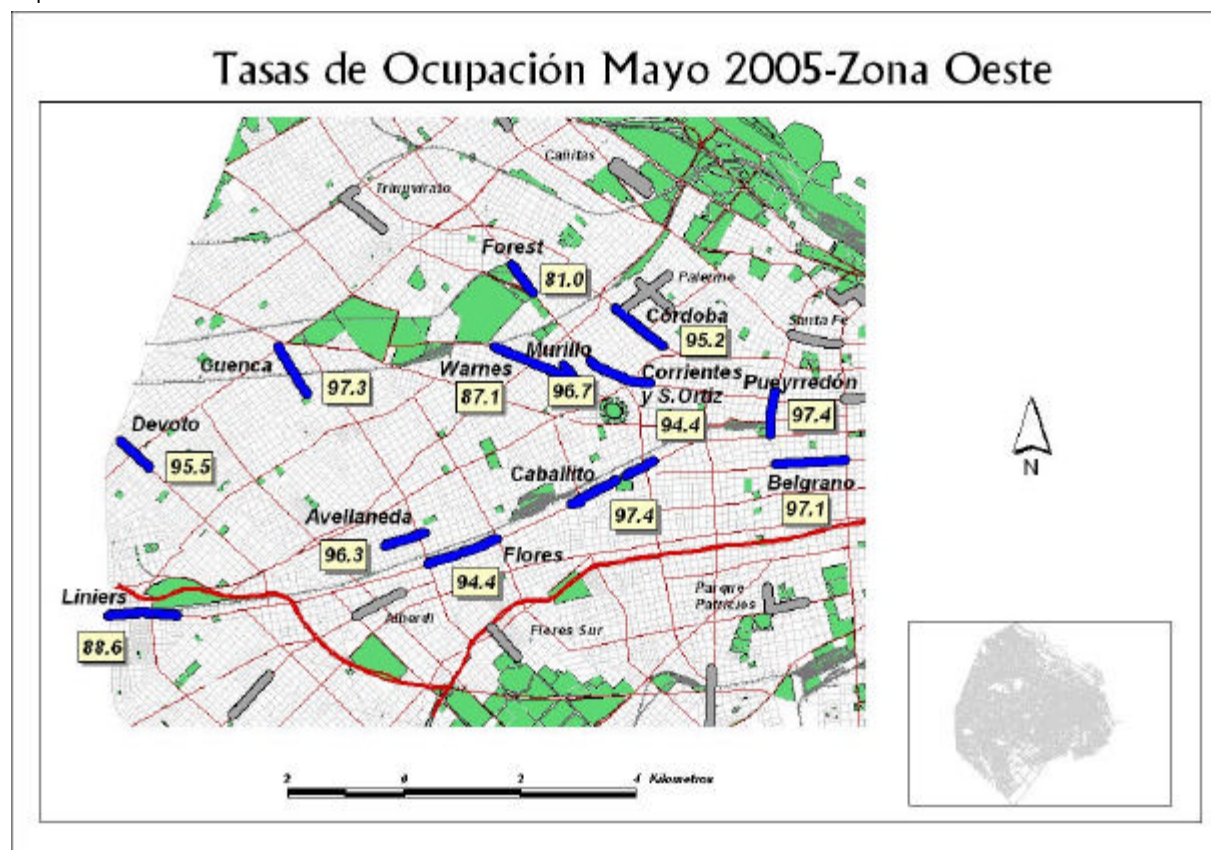 Tasas de Ocupación Mayo 2005-Zona Oeste
Cañitas
Triunvirato
Forest
81.0
Palermo
Córdoba
95.2
Santa Fe
Cuenca
97.3
Warnes
87.1
Murillo
96.7
Corrientes
y S.Ortiz
94.4
Pueyrredón
97.4
Devoto
95.5
Caballito
97.4
Belgrano
97.1
N
Avellaneda
96.3
Flores
94.4
Liniers
88.6
Alberdi
Flores Sur
Parque
Patricios
2 0 2 4 Kilometros